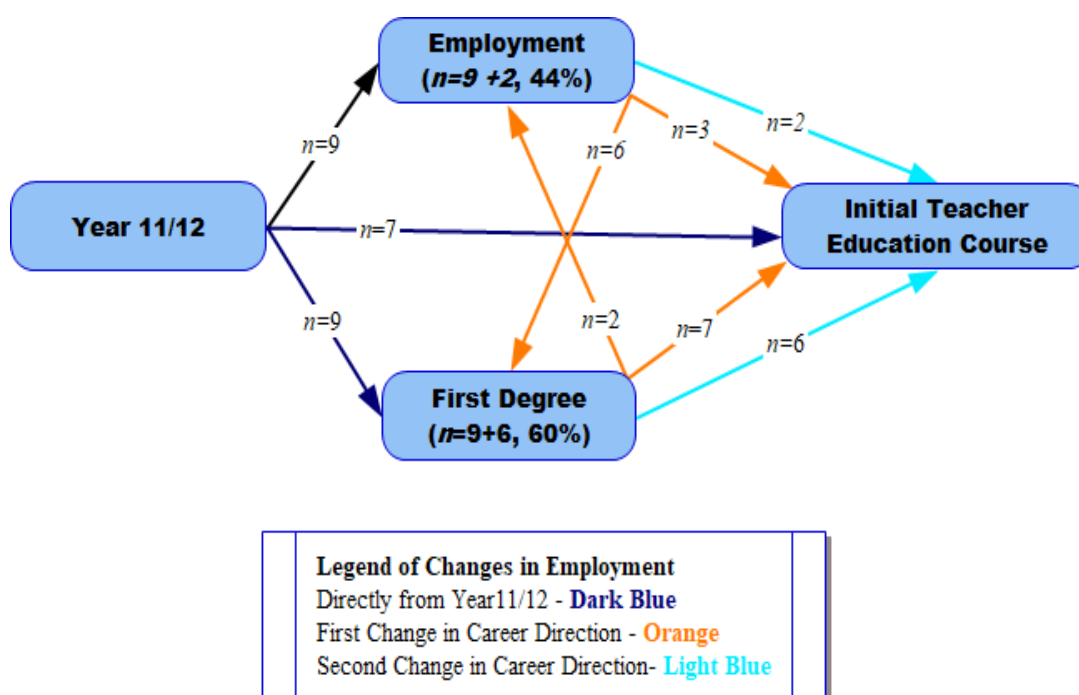 Employment
(n=9 +2, 44%)
n=9
n=6
n=3
n=2
Year 11/12
n=7
Initial Teacher
Education Course
n=9
n=2
n=7
n=6
First Degree
(n=9+6, 60%)
Legend of Changes in Employment
Directly from Year11/12 - Dark Blue
First Change in Career Direction - Orange
Second Change in Career Direction- Light Blue